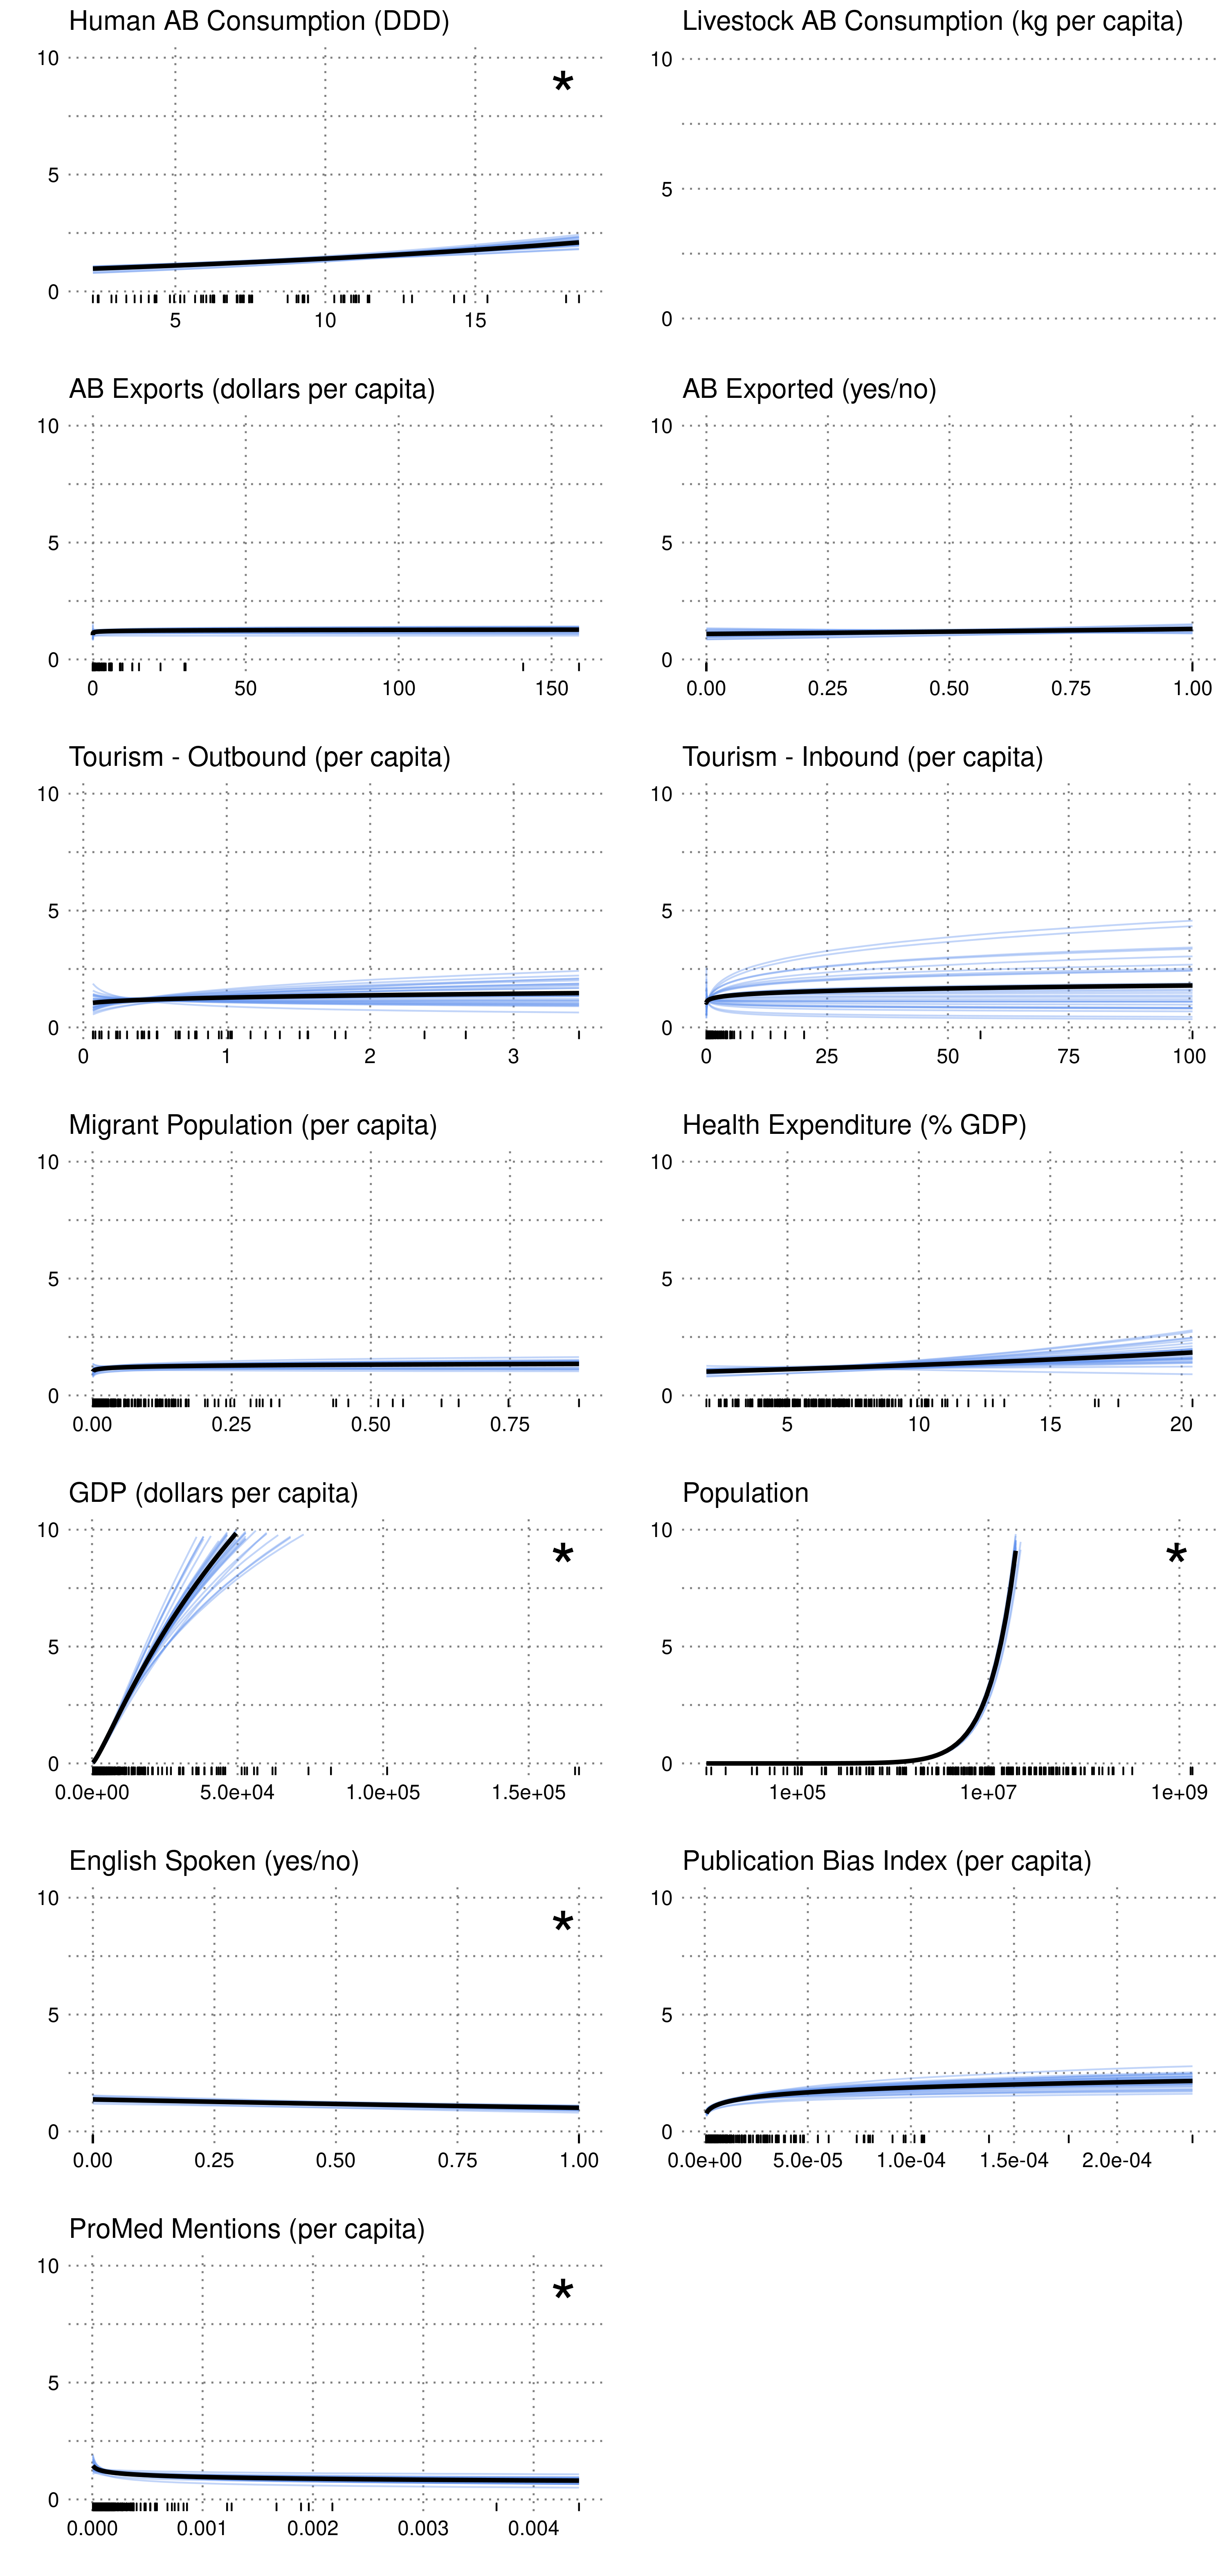 Human AB Consumption (DDD)
10
5
0
*
5 10 15
Livestock AB Consumption (kg per capita)
10
5
0
AB Exports (dollars per capita)
10
5
0
0 50 100 150
AB Exported (yes/no)
10
5
0
0.00 0.25 0.50 0.75 1.00
Tourism - Outbound (per capita)
10
5
0
0 1 2 3
Tourism - Inbound (per capita)
10
5
0
0 25 50 75 100
Migrant Population (per capita)
10
5
0
0.00 0.25 0.50 0.75
Health Expenditure (% GDP)
10
5
0
5 10 15 20
GDP (dollars per capita)
10
5
0
*
0.0e+00 5.0e+04 1.0e+05 1.5e+05
Population
10
5
0
*
1e+05 1e+07 1e+09
English Spoken (yes/no)
10
5
0
*
0.00 0.25 0.50 0.75 1.00
Publication Bias Index (per capita)
10
5
0
0.0e+00 5.0e-05 1.0e-04 1.5e-04 2.0e-04
ProMed Mentions (per capita)
10
5
0
*
0.000 0.001 0.002 0.003 0.004